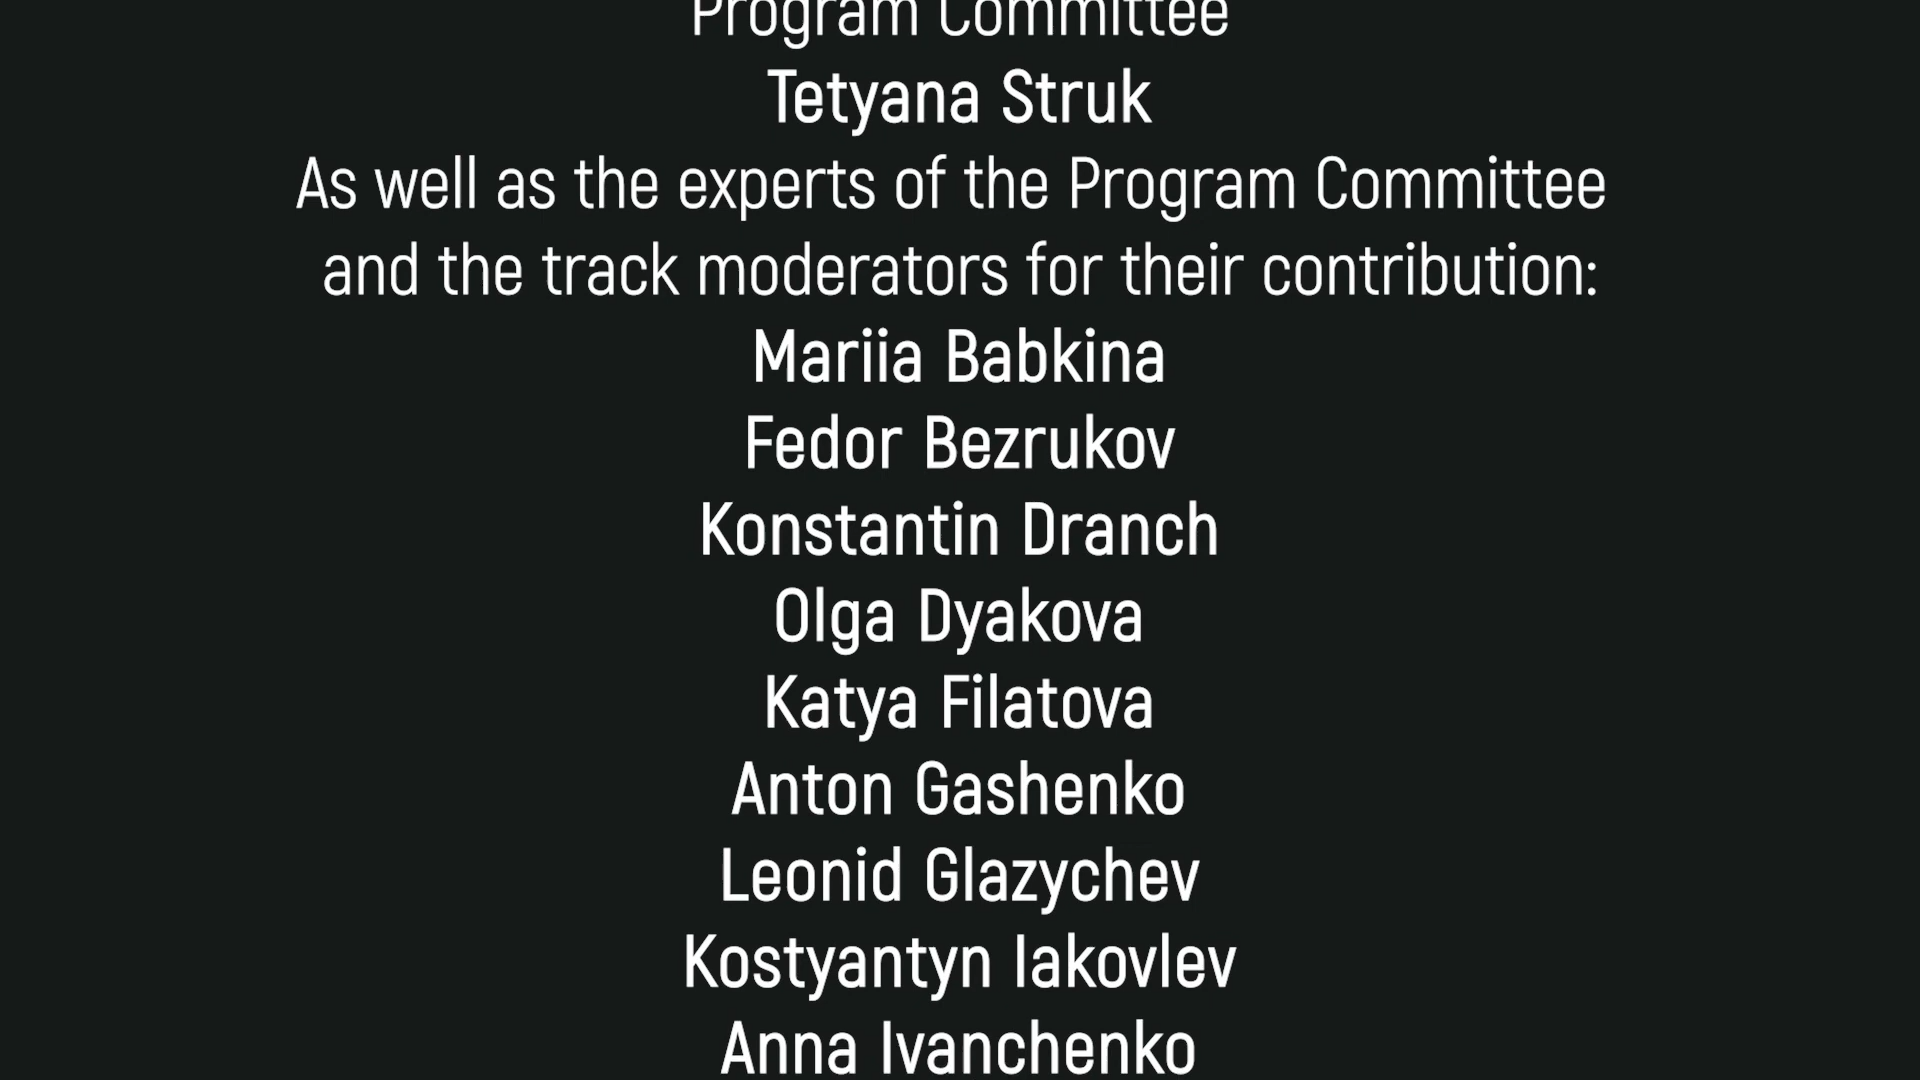 Program Committee
Tetyana Struk
As well as the experts of the Program Committee
and the track moderators for their contribution:
Mariia Babkina
Fedor Bezrukov
Konstantin Dranch
Olga Dyakova
Katya Filatova
Anton Gashenko
Leonid Glazychev
Kostyantyn Iakovlev
Anna Ivanchenko